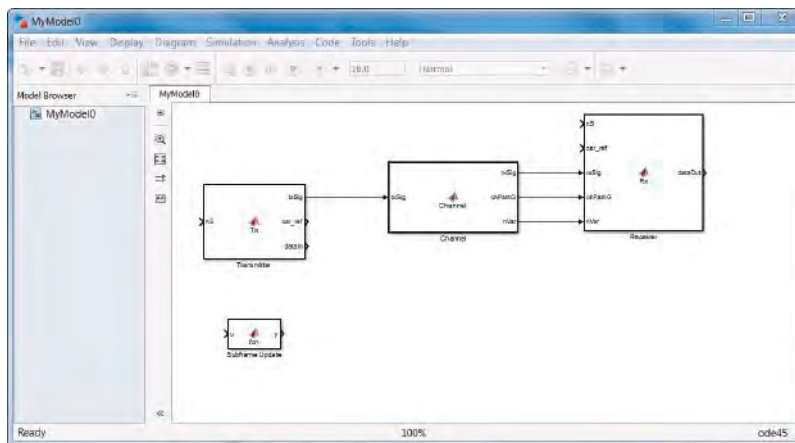 MyModel0
File Edit View Display Diagram Simulation Analysis Code Tools Help
10.0 Normal
Model Browser
MyModel0
MyModel0
nS
Tx
txSig
csr_ref
dataIn
Transmitter
txSig
Channel
rxSig
chPathG
nVar
Channel
nS
csr_ref
rxSig
chPathG
nVar
Rx
dataOut
Receiver
u
fcn
y
Subframe Update
Ready
100%
ode45